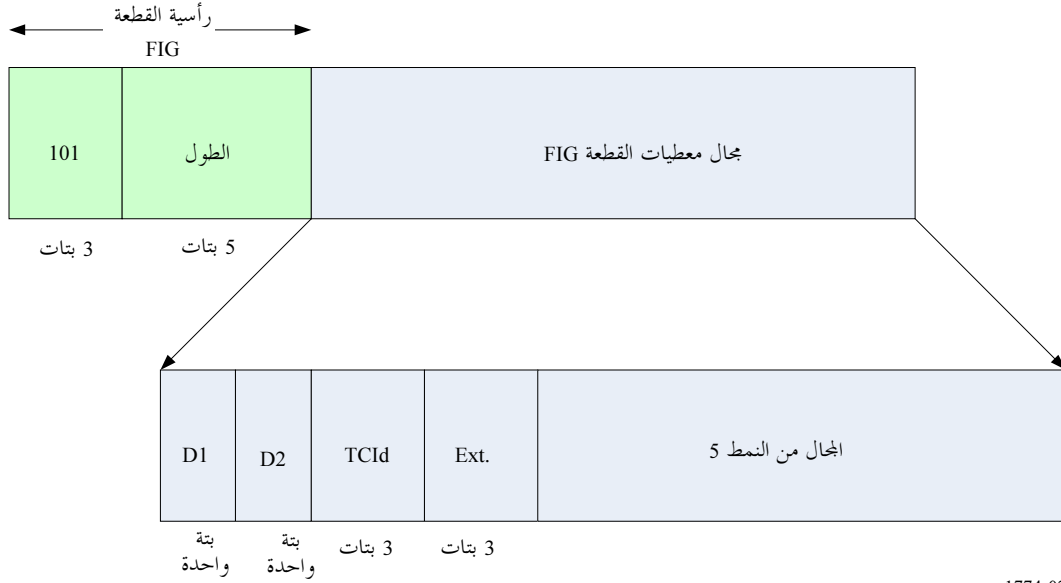 رأسية القطعة
FIG
101
الطول
مجال معطيات القطعة FIG
3 بتات
5 بتات
D1
D2
TCId
Ext.
المجال من النمط 5
بتة
واحدة
بتة
واحدة
3 بتات
3 بتات